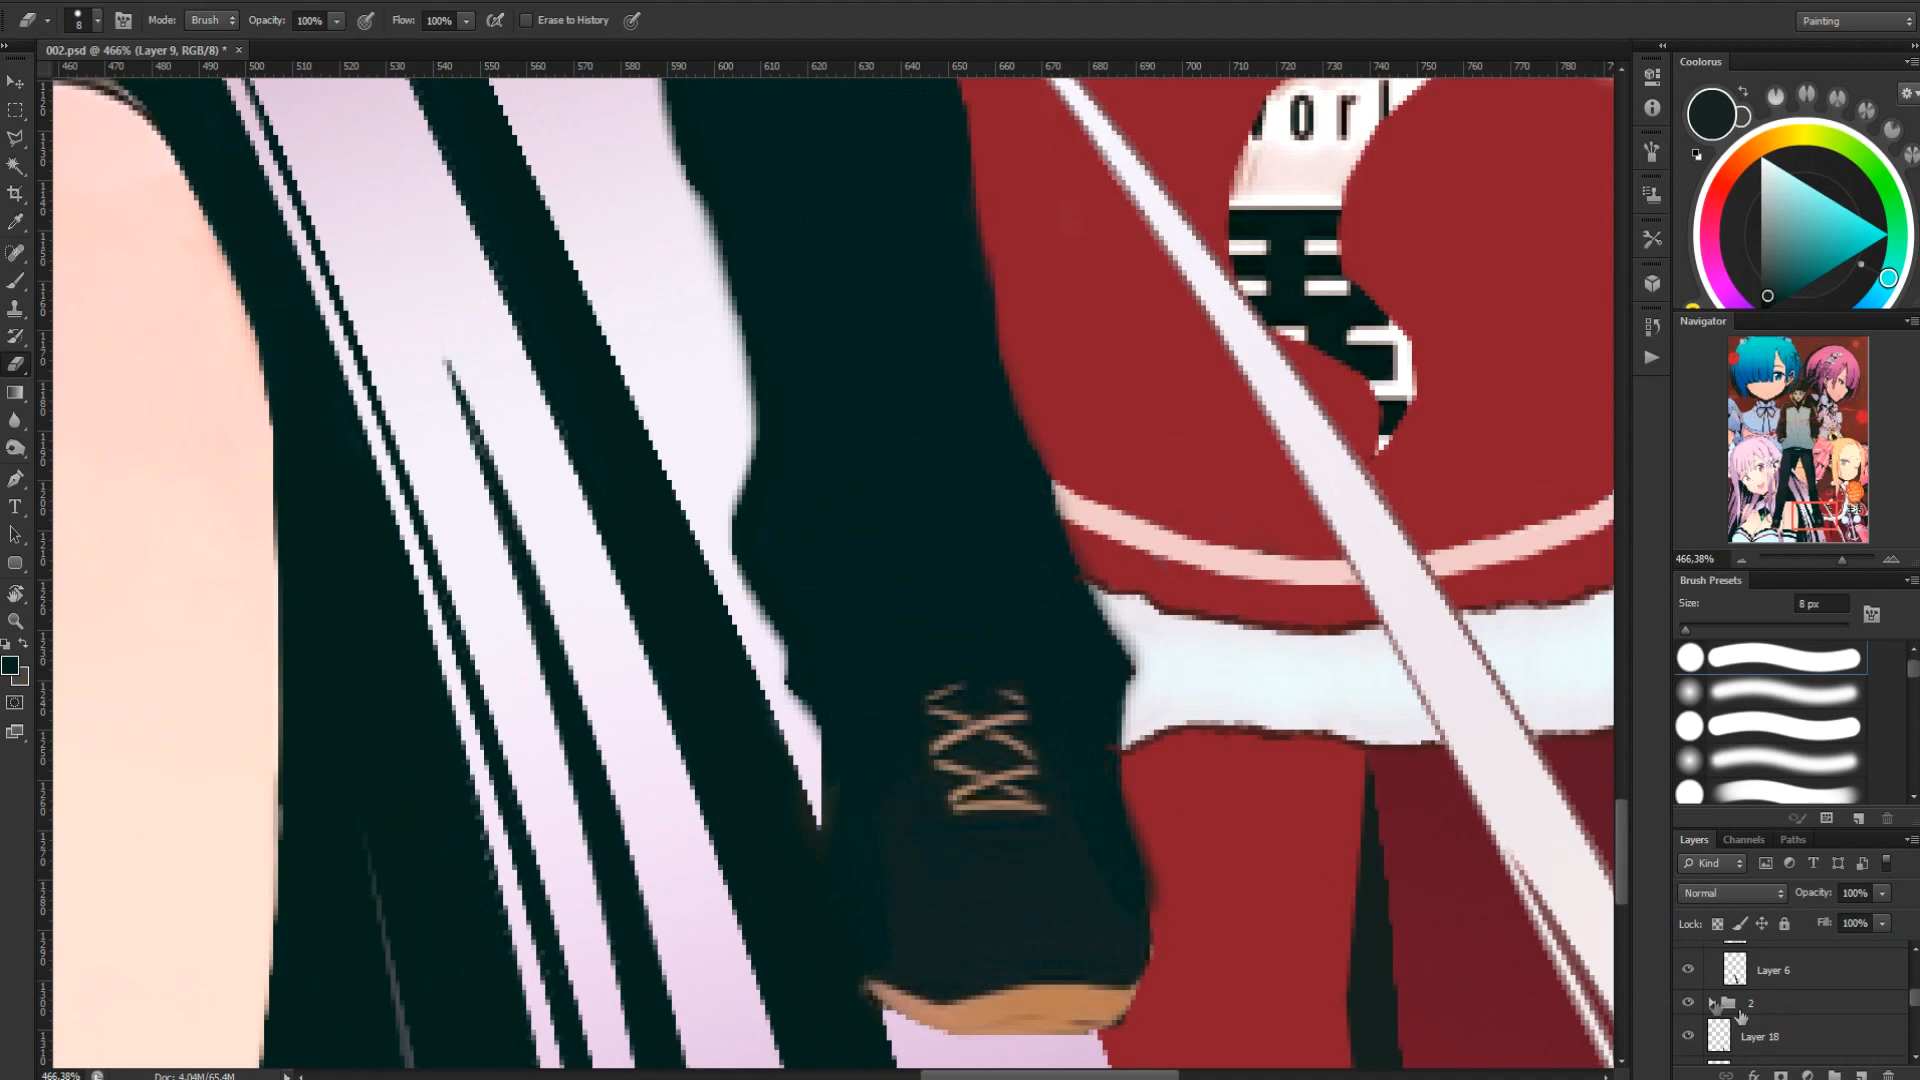 8 Mode: Brush Opacity: 100% Flow: 100% Erase to History Painting
002.psd @ 466% (Layer 9, RGB/8) * ×
460 470 480 490 500 510 520 530 540 550 560 570 580 590 600 610 620 630 640 650 660 670 680 690 700 710 720 730 740 750 760 770 780
Coloros
orl
Navigator
466,38%
Brush Presets
Size: 8 px
Layers Channels Paths
Kind
Normal Opacity: 100%
Lock: Fill: 100%
Layer 6
2
Layer 18
466,38% Doc: 4,04M/65,4M